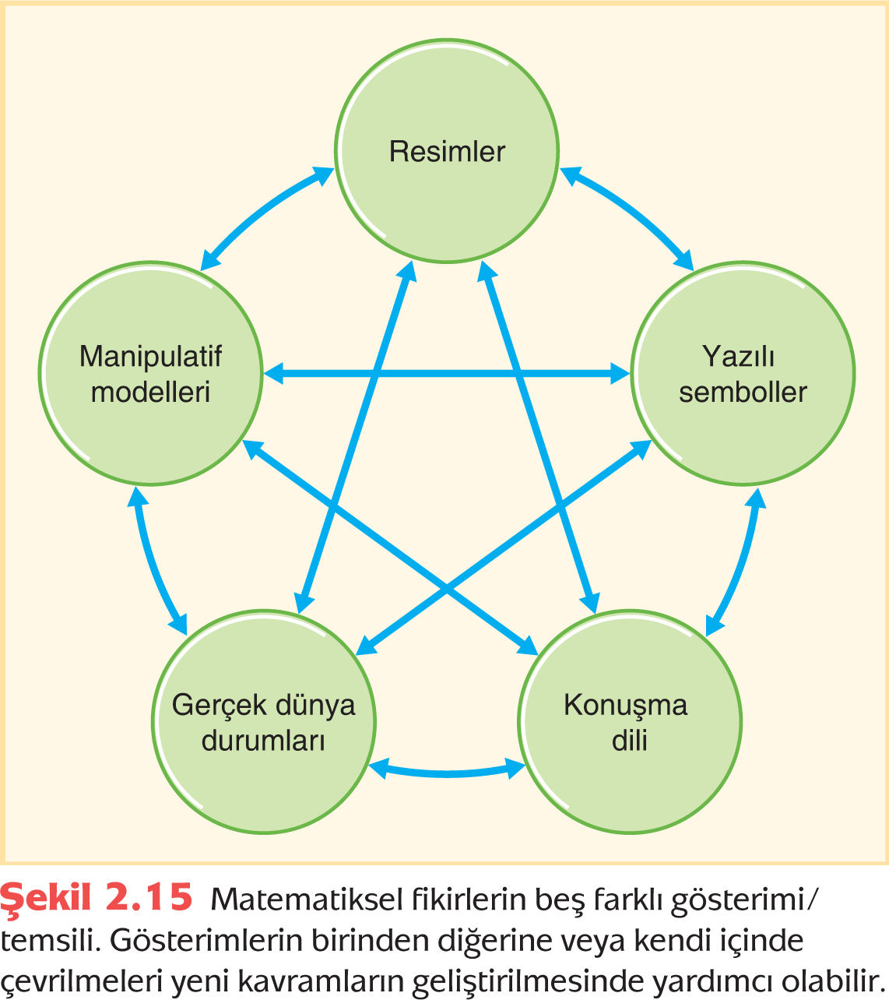 Resimler
Manipulatif
modelleri
Yazılı
semboller
Gerçek dünya
durumları
Konuşma
dili
Şekil 2.15 Matematiksel fikirlerin beş farklı gösterimi/
temsili. Gösterimlerin birinden diğerine veya kendi içinde
çevrilmeleri yeni kavramların geliştirilmesinde yardımcı olabilir.